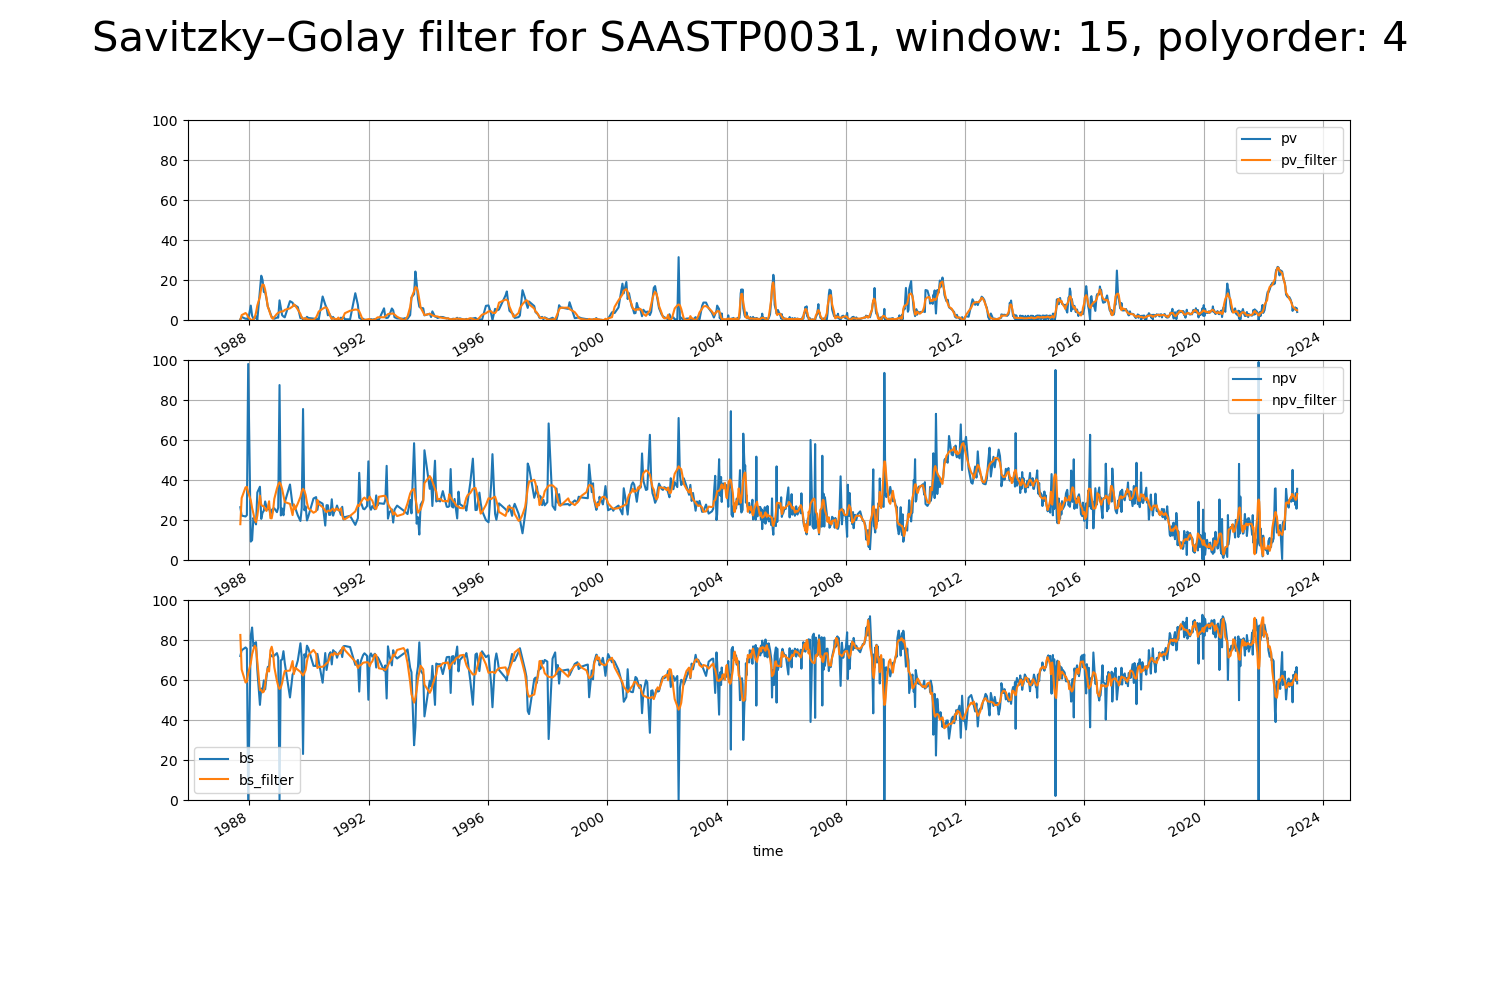 Savitzky–Golay filter for SAASTP0031, window: 15, polyorder: 4
100
80
60
40
20
0
pv
pv_filter
1988 1992 1996 2000 2004 2008 2012 2016 2020 2024
100
80
60
40
20
0
npv
npv_filter
1988 1992 1996 2000 2004 2008 2012 2016 2020 2024
100
80
60
40
20
0
bs
bs_filter
1988 1992 1996 2000 2004 2008 2012 2016 2020 2024
time